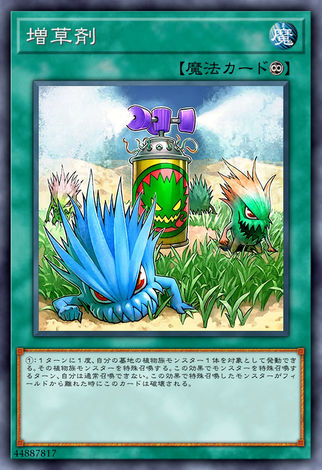 増草剤
魔
【魔法カード∞】
①:1ターンに1度、自分の墓地の植物族モンスター1体を対象として発動でき
る。その植物族モンスターを特殊召喚する。この効果でモンスターを特殊召喚す
るターン、自分は通常召喚できない。この効果で特殊召喚したモンスターがフィ
ールドから離れた時にこのカードは破壊される。
44887817